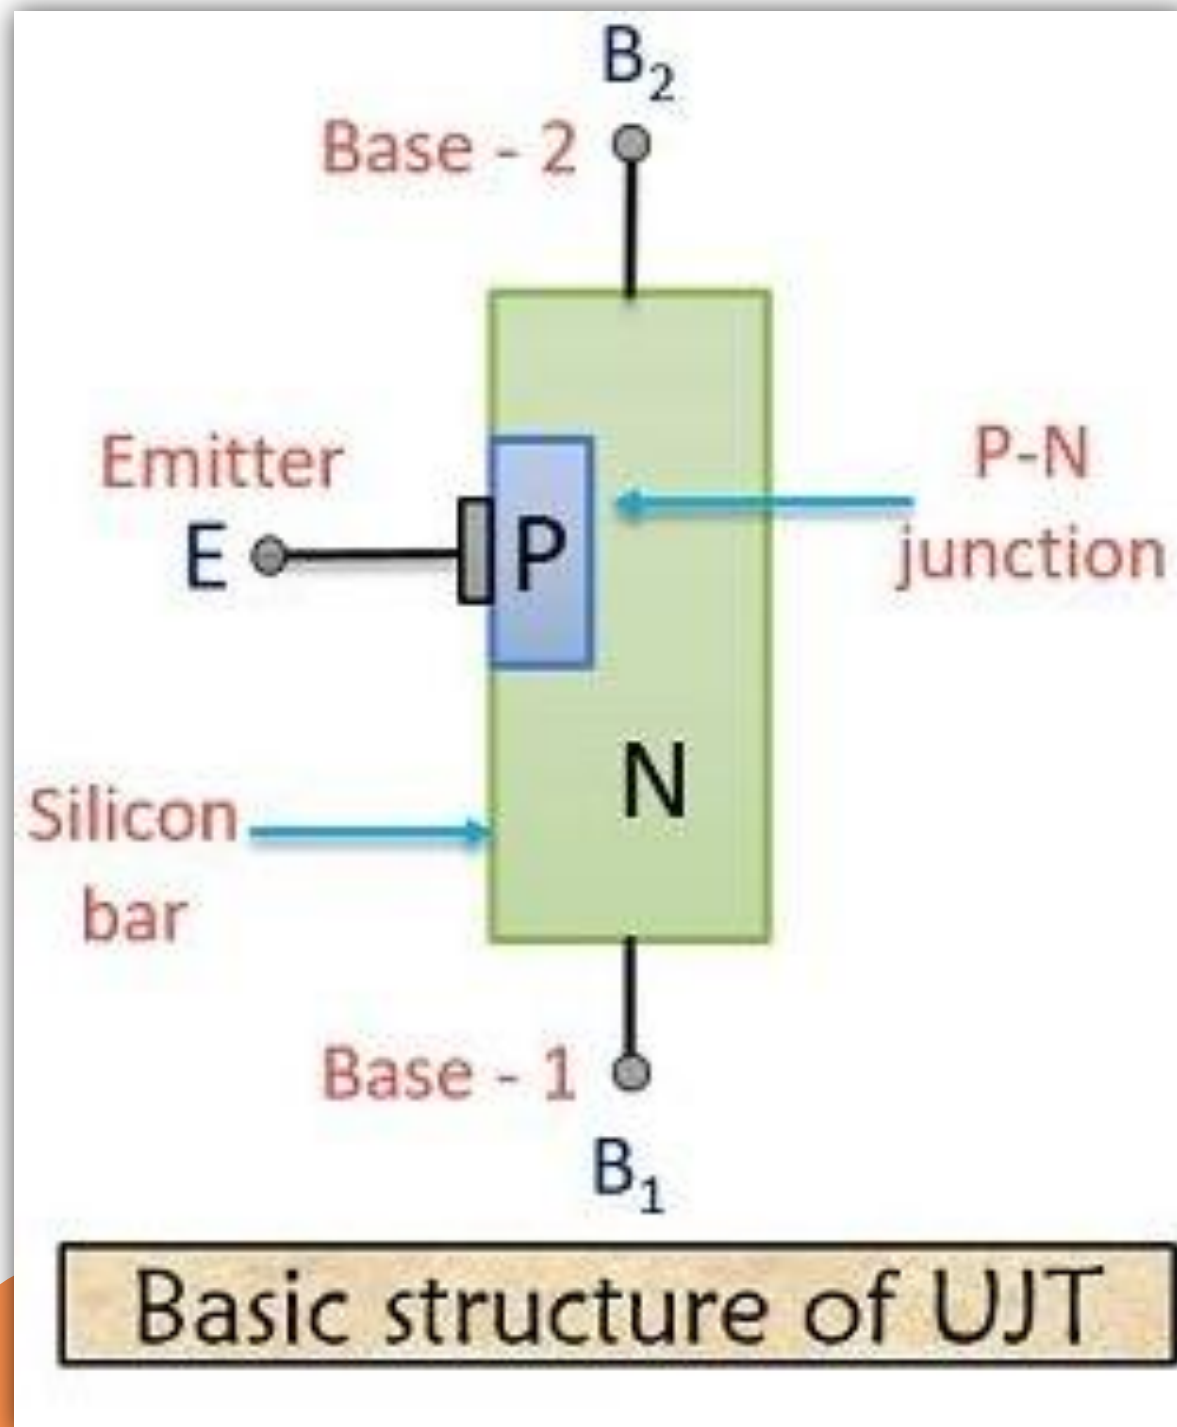 B₂
Base - 2
Emitter
E
P
P-N
junction
N
Silicon
bar
Base - 1
B₁
Basic structure of UJT